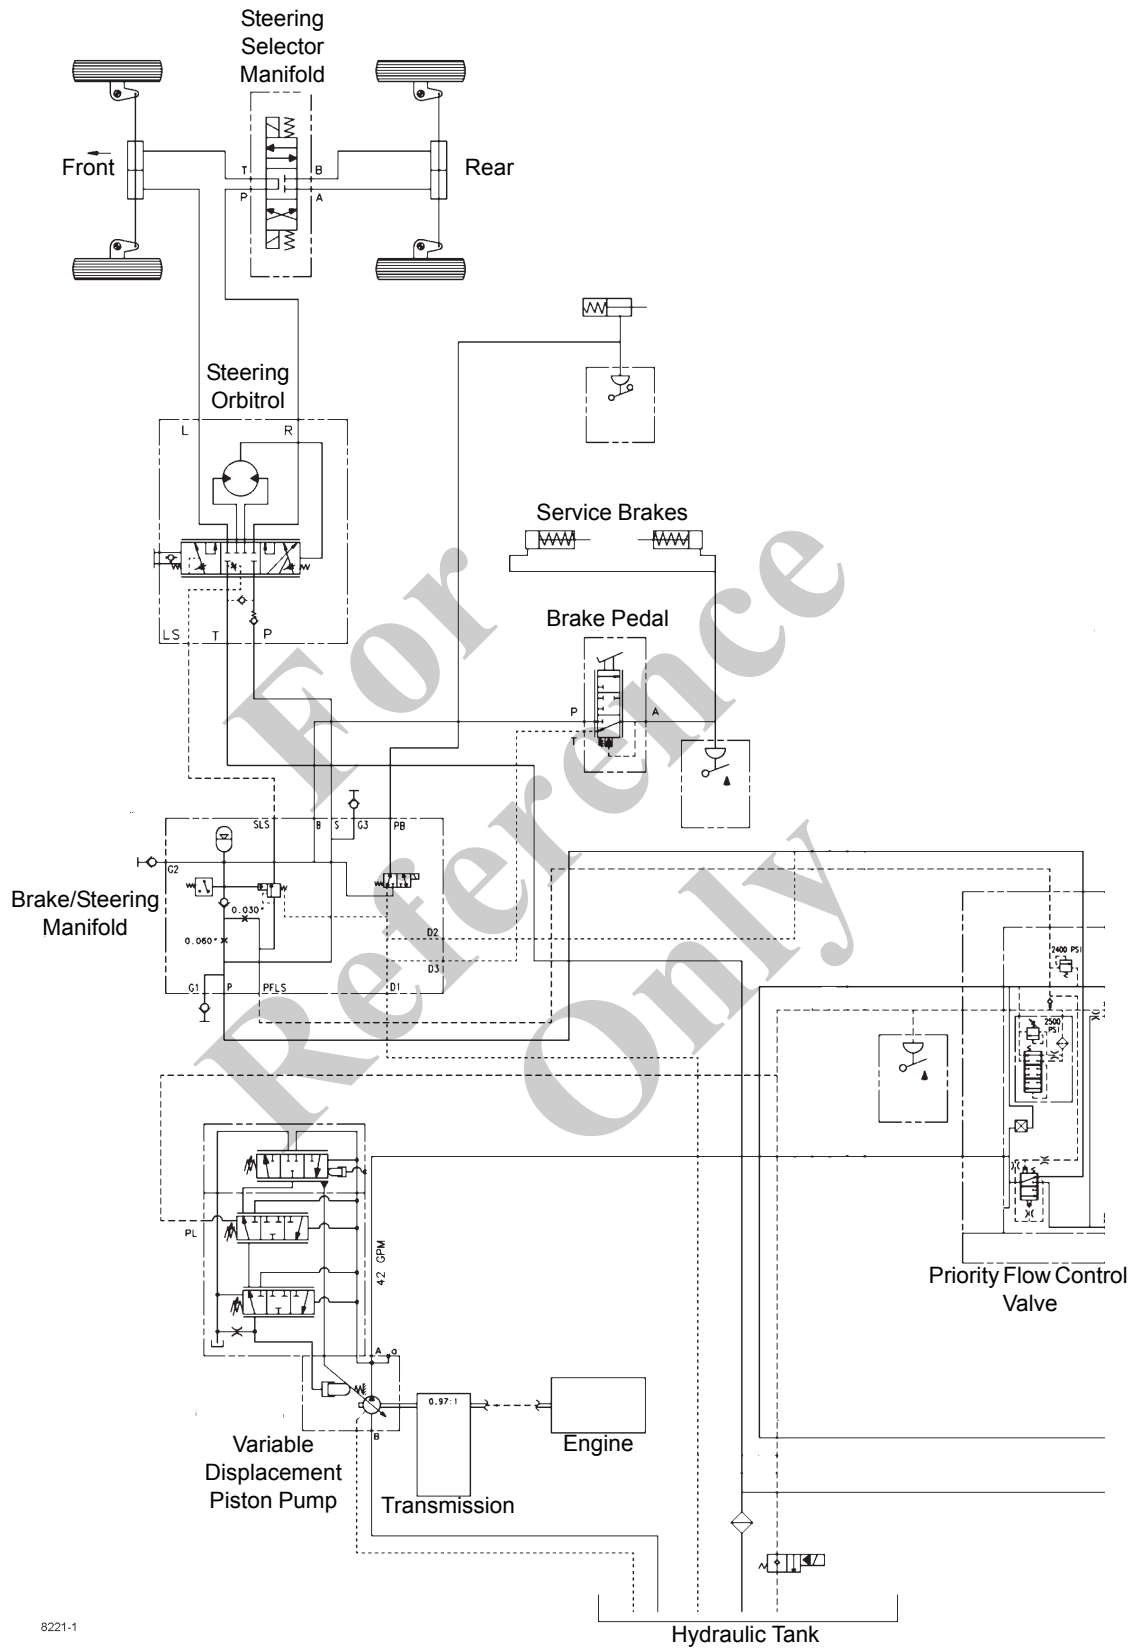 Steering
Selector
Manifold
Front
Rear
T
B
P
A
Steering
Orbitrol
L
R
Service Brakes
Brake Pedal
LS
T
P
P
A
T
SLS
B
S
G3
PB
G2
Brake/Steering
Manifold
0.030"
0.060"
D2
D3
2400 PSI
G1
P
PFLS
D1
2500
PSI
PL
42 GPM
Priority Flow Control
Valve
A
a
0.97:1
B
Engine
Variable
Displacement
Piston Pump
Transmission
Hydraulic Tank
8221-1
For
Reference
Only